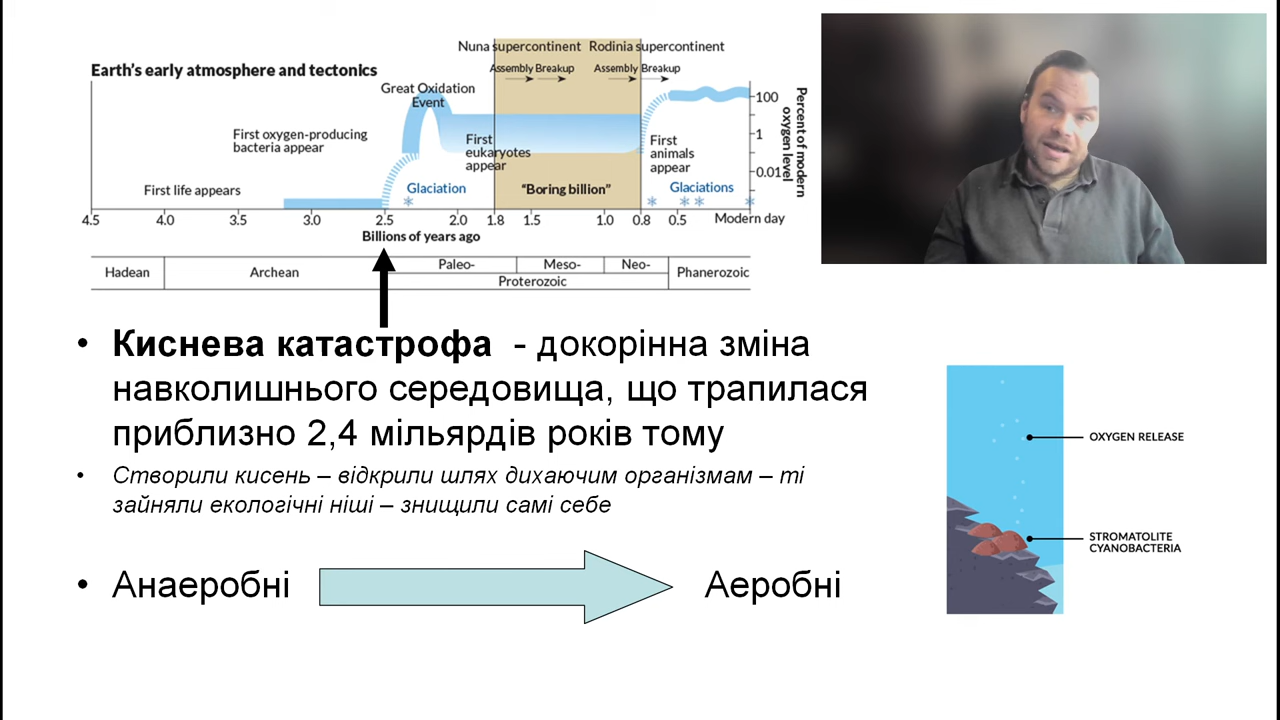 Nuna supercontinent Rodinia supercontinent
Earth's early atmosphere and tectonics
Assembly Breakup Assembly Breakup
Great Oxidation
Event
100
First oxygen-producing
bacteria appear
First
eukaryotes
appear
First
animals
appear
1
0.01
Percent of modern
oxygen level
First life appears
Glaciation
"Boring billion"
Glaciations
4.5 4.0 3.5 3.0 2.5 2.0 1.8 1.5 1.0 0.8 0.5 Modern day
Billions of years ago
Hadean Archean Paleo- Meso- Neo- Phanerozoic
Proterozoic
• Киснева катастрофа - докорінна зміна
навколишнього середовища, що трапилася
приблизно 2,4 мільярдів років тому
• Створили кисень – відкрили шлях дихаючим організмам – ті
зайняли екологічні ніші – знищили самі себе
• Анаеробні Аеробні
OXYGEN RELEASE
STROMATOLITE
CYANOBACTERIA